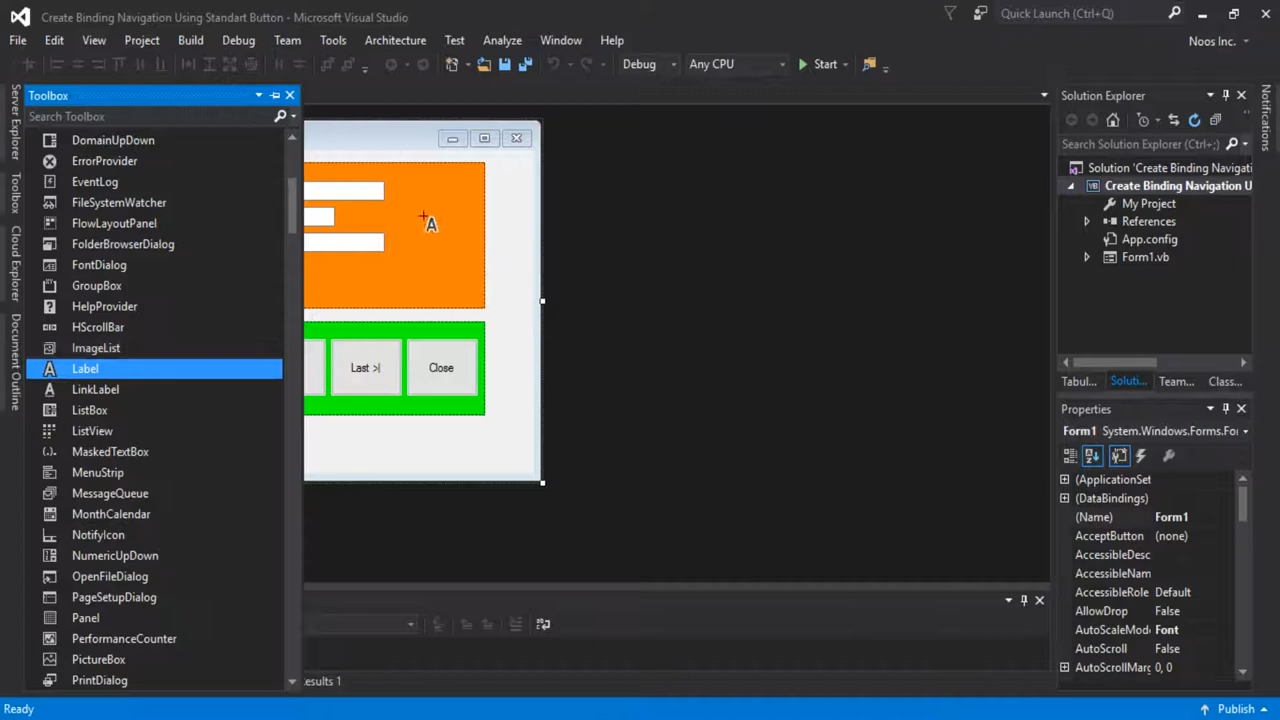 Create Binding Navigation Using Standart Button - Microsoft Visual Studio
Quick Launch (Ctrl+Q)
File Edit View Project Build Debug Team Tools Architecture Test Analyze Window Help
Noos Inc.
Debug
Any CPU
Start
Server Explorer
Toolbox
Cloud Explorer
Document Outline
Toolbox
Search Toolbox
DomainUpDown
ErrorProvider
EventLog
FileSystemWatcher
FlowLayoutPanel
FolderBrowserDialog
FontDialog
GroupBox
HelpProvider
HScrollBar
ImageList
Label
LinkLabel
ListBox
ListView
MaskedTextBox
MenuStrip
MessageQueue
MonthCalendar
NotifyIcon
NumericUpDown
OpenFileDialog
PageSetupDialog
Panel
PerformanceCounter
PictureBox
PrintDialog
A
Last >|
Close
esults 1
Solution Explorer
Search Solution Explorer (Ctrl+;)
Solution 'Create Binding Navigati
Create Binding Navigation U
My Project
References
App.config
Form1.vb
Tabul... Soluti... Team... Class...
Properties
Form1 System.Windows.Forms.For
(ApplicationSet
(DataBindings)
(Name) Form1
AcceptButton (none)
AccessibleDesc
AccessibleNam
AccessibleRole Default
AllowDrop False
AutoScaleMod Font
AutoScroll False
AutoScrollMarg 0, 0
Notifications
Ready
Publish